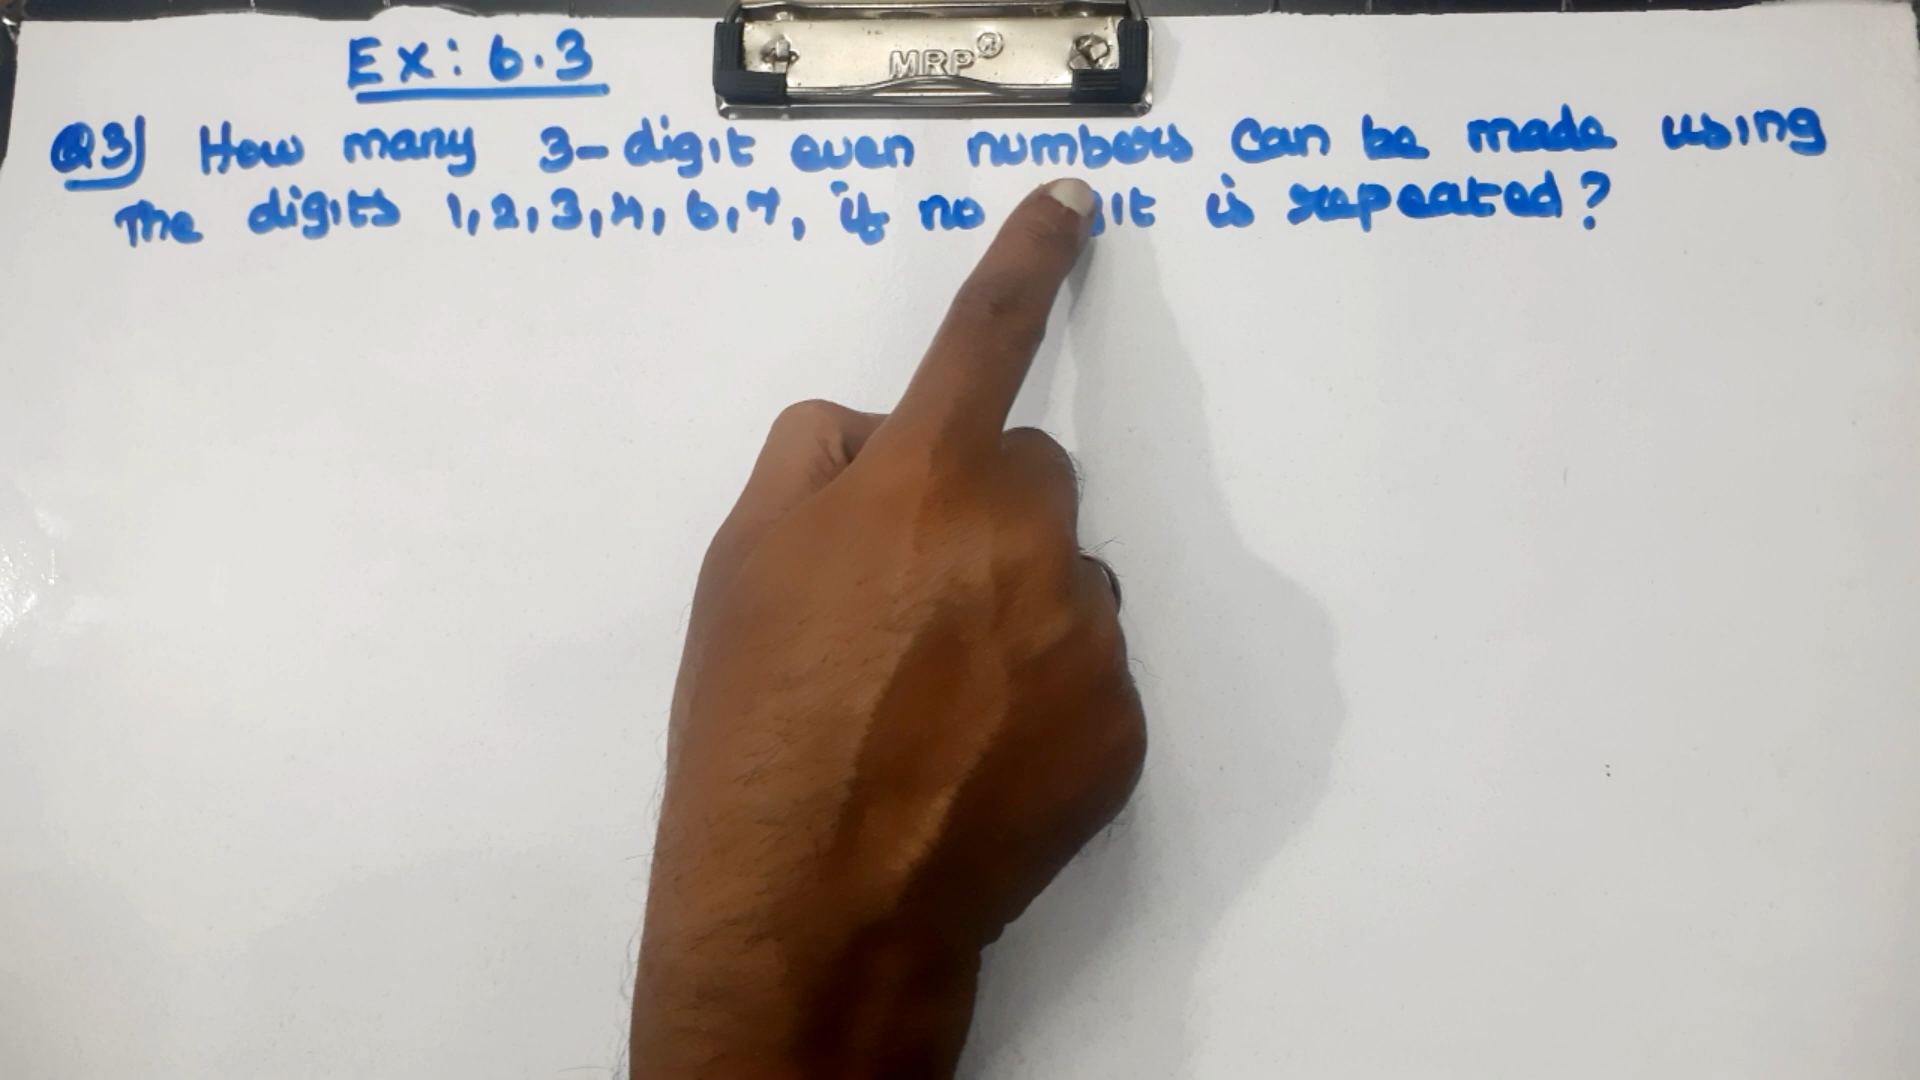 Ex: 6.3
MRP®
Q3) How many 3-digit even numbers can be made using
The digits 1, 2, 3, 4, 6, 7, if no is repeated?